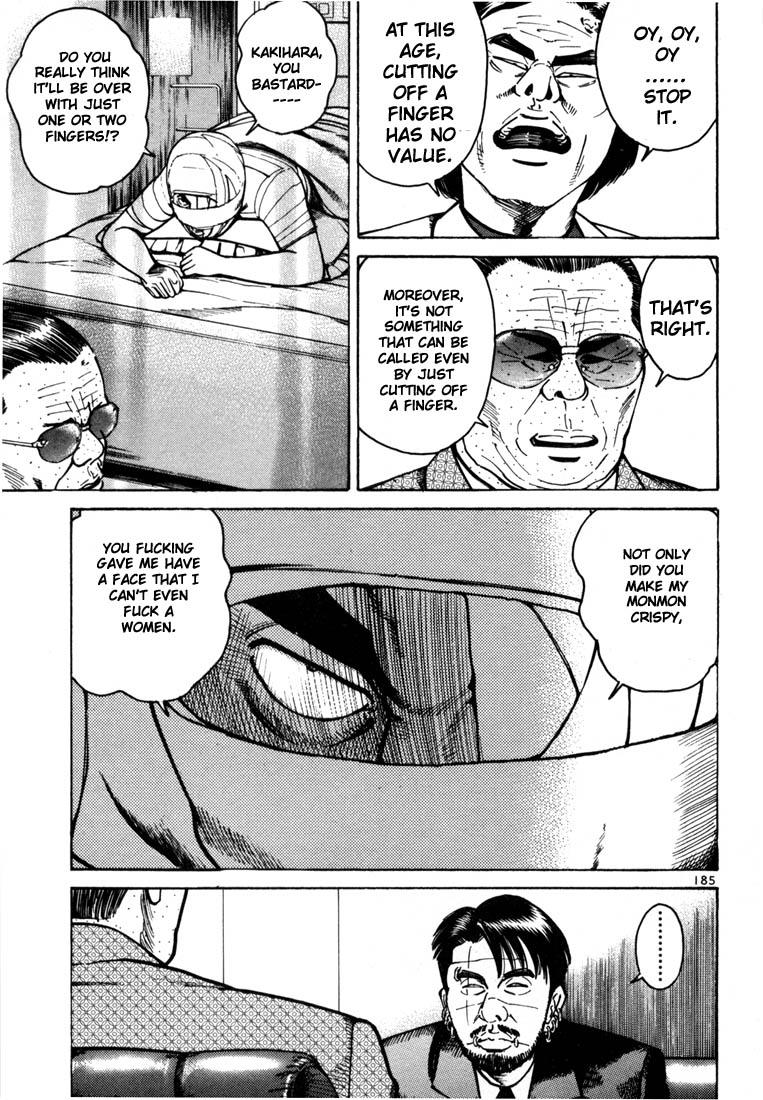 OY, OY,
OY
......
STOP
IT.
AT THIS
AGE,
CUTTING
OFF A
FINGER
HAS NO
VALUE.
THAT'S
RIGHT.
MOREOVER,
IT'S NOT
SOMETHING
THAT CAN BE
CALLED EVEN
BY JUST
CUTTING OFF
A FINGER.
KAKIHARA,
YOU
BASTARD-
----
DO YOU
REALLY THINK
IT'LL BE OVER
WITH JUST
ONE OR TWO
FINGERS!?
NOT ONLY
DID YOU
MAKE MY
MONMON
CRISPY,
YOU FUCKING
GAVE ME HAVE
A FACE THAT I
CAN'T EVEN
FUCK A
WOMEN.
185
..........